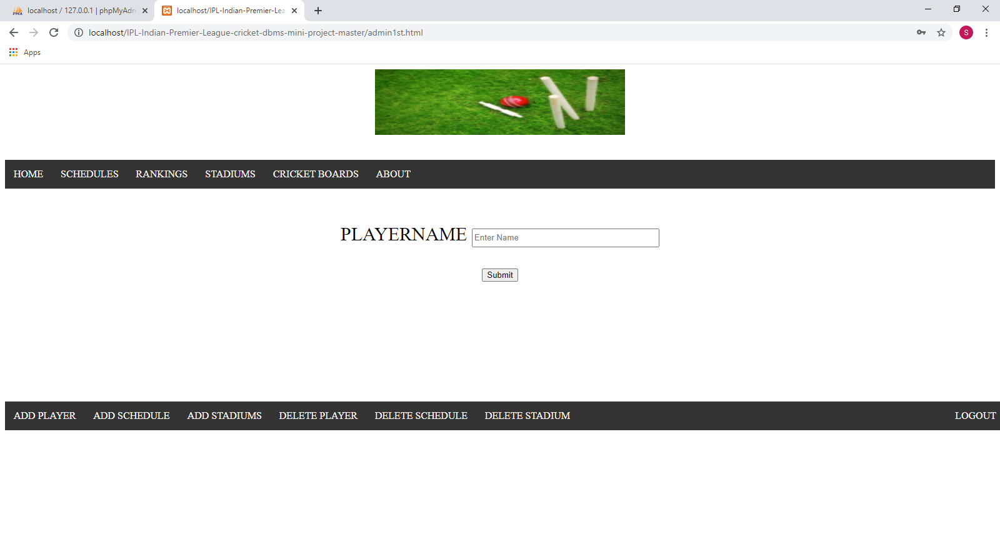 localhost / 127.0.0.1 | phpMyAdm
localhost/IPL-Indian-Premier-Lea
localhost/IPL-Indian-Premier-League-cricket-dbms-mini-project-master/admin1st.html
S
Apps
HOME SCHEDULES RANKINGS STADIUMS CRICKET BOARDS ABOUT
PLAYERNAME Enter Name
Submit
ADD PLAYER ADD SCHEDULE ADD STADIUMS DELETE PLAYER DELETE SCHEDULE DELETE STADIUM LOGOUT